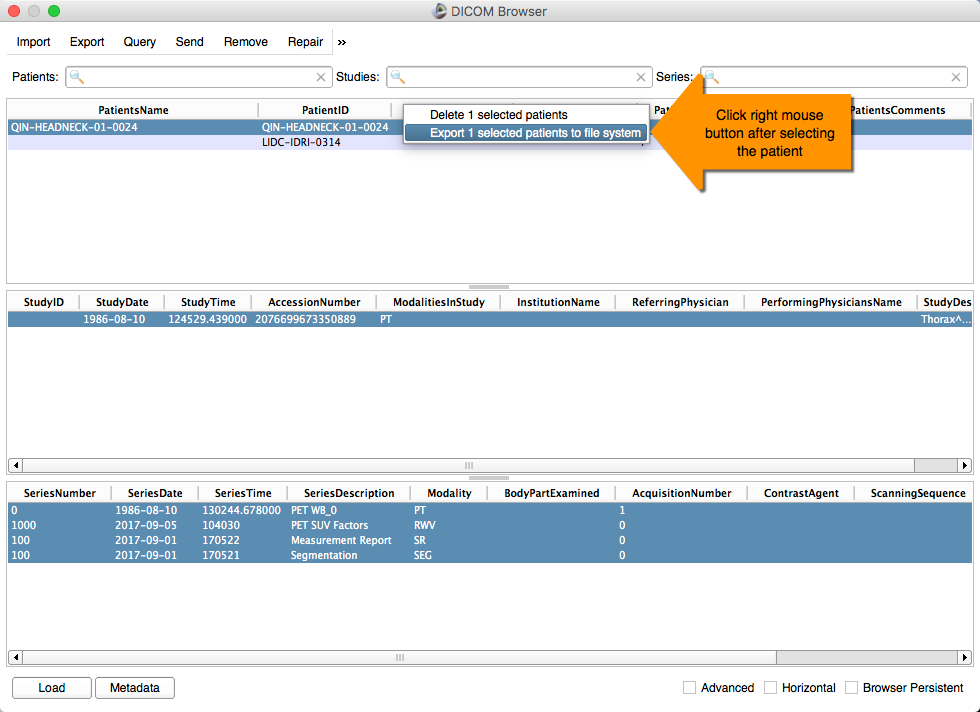 DICOM Browser
Import Export Query Send Remove Repair »
Patients: Studies: Series:
PatientsName PatientID PatientsComments
Delete 1 selected patients
Export 1 selected patients to file system
Click right mouse
button after selecting
the patient
QIN-HEADNECK-01-0024 QIN-HEADNECK-01-0024
LIDC-IDRI-0314
StudyID StudyDate StudyTime AccessionNumber ModalitiesInStudy InstitutionName ReferringPhysician PerformingPhysiciansName StudyDes
1986-08-10 124529.439000 2076699673350889 PT Thorax^...
SeriesNumber SeriesDate SeriesTime SeriesDescription Modality BodyPartExamined AcquisitionNumber ContrastAgent ScanningSequence
0 1986-08-10 130244.678000 PET WB_0 PT 1
1000 2017-09-05 104030 PET SUV Factors RWV 0
100 2017-09-01 170522 Measurement Report SR 0
100 2017-09-01 170521 Segmentation SEG 0
Load Metadata Advanced Horizontal Browser Persistent